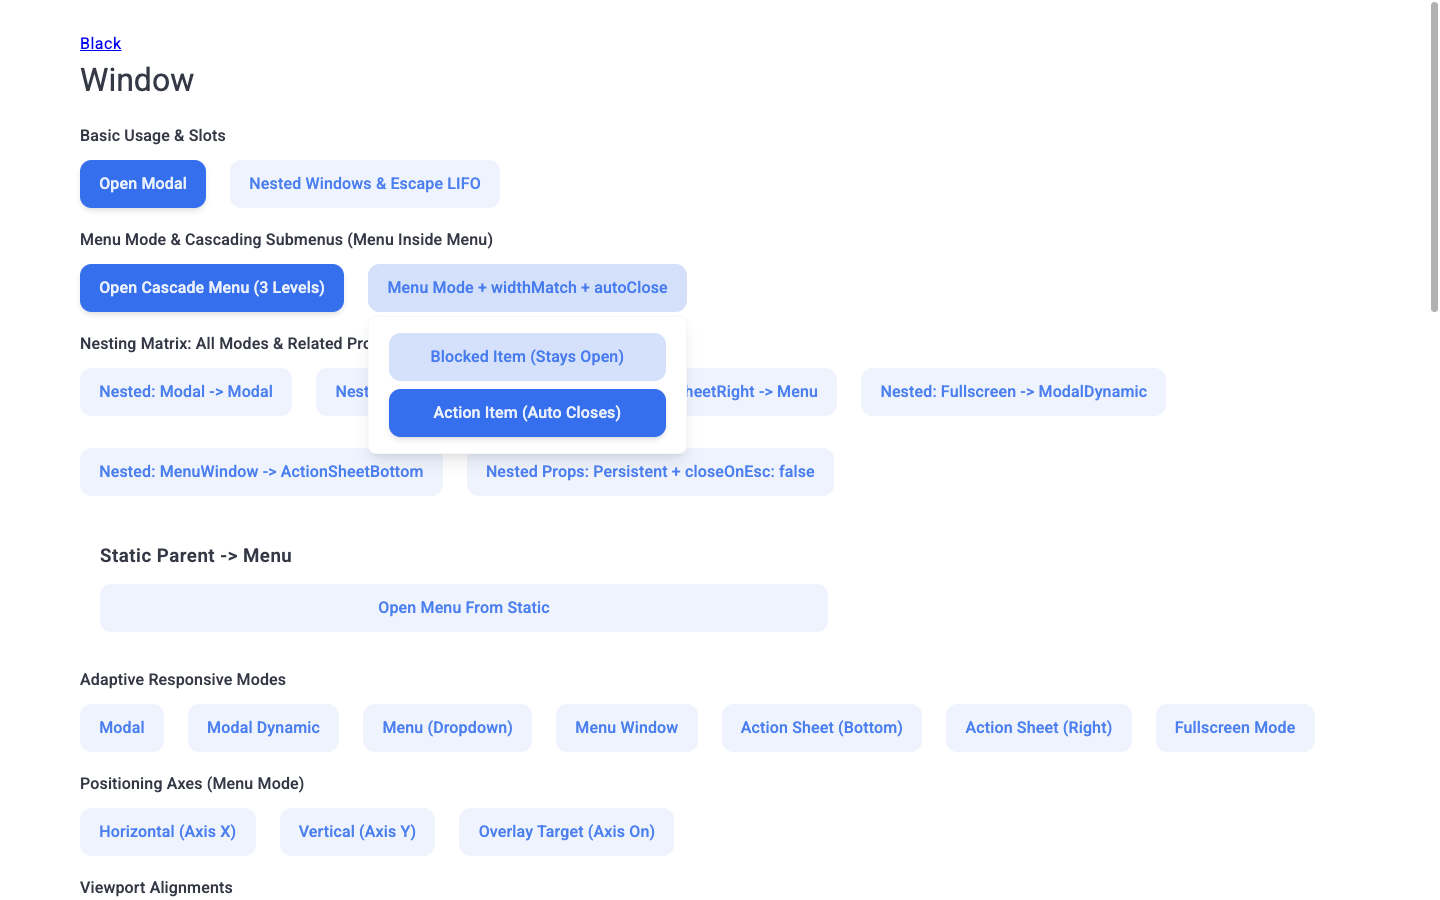 Black
Window
Basic Usage & Slots
Open Modal
Nested Windows & Escape LIFO
Menu Mode & Cascading Submenus (Menu Inside Menu)
Open Cascade Menu (3 Levels)
Menu Mode + widthMatch + autoClose
Blocked Item (Stays Open)
Action Item (Auto Closes)
Nesting Matrix: All Modes & Related
Nested: Modal -> Modal
-> Menu
Nested: Fullscreen -> ModalDynamic
Nested: MenuWindow -> ActionSheetBottom
Nested Props: Persistent + closeOnEsc: false
Static Parent -> Menu
Open Menu From Static
Adaptive Responsive Modes
Modal
Modal Dynamic
Menu (Dropdown)
Menu Window
Action Sheet (Bottom)
Action Sheet (Right)
Fullscreen Mode
Positioning Axes (Menu Mode)
Horizontal (Axis X)
Vertical (Axis Y)
Overlay Target (Axis On)
Viewport Alignments